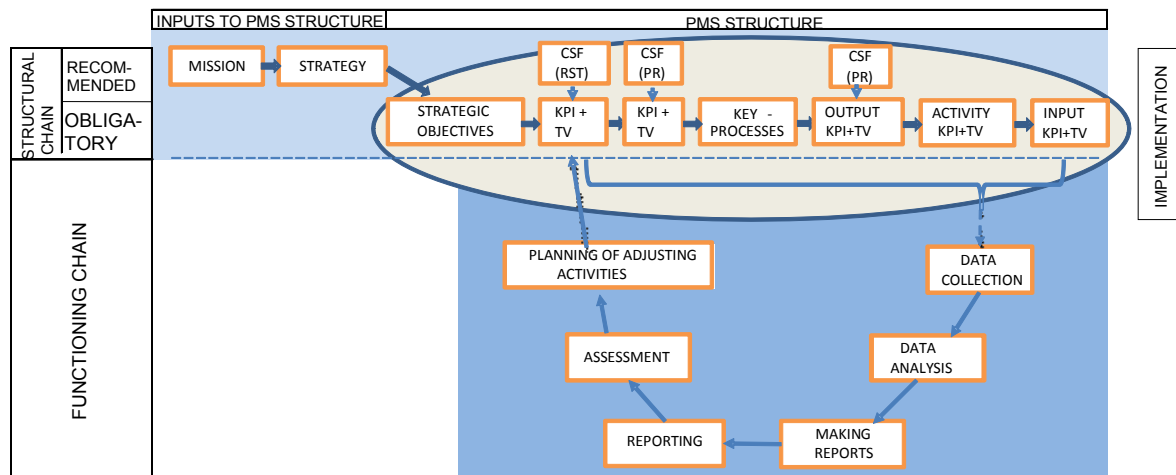 INPUTS TO PMS STRUCTURE
PMS STRUCTURE
STRUCTURAL
CHAIN
RECOM-
MENDED
OBLIGA-
TORY
MISSION
STRATEGY
CSF
(RST)
CSF
(PR)
CSF
(PR)
STRATEGIC
OBJECTIVES
KPI +
TV
KPI +
TV
KEY -
PROCESSES
OUTPUT
KPI+TV
ACTIVITY
KPI+TV
INPUT
KPI+TV
IMPLEMENTATION
FUNCTIONING CHAIN
PLANNING OF ADJUSTING
ACTIVITIES
DATA
COLLECTION
ASSESSMENT
DATA
ANALYSIS
REPORTING
MAKING
REPORTS